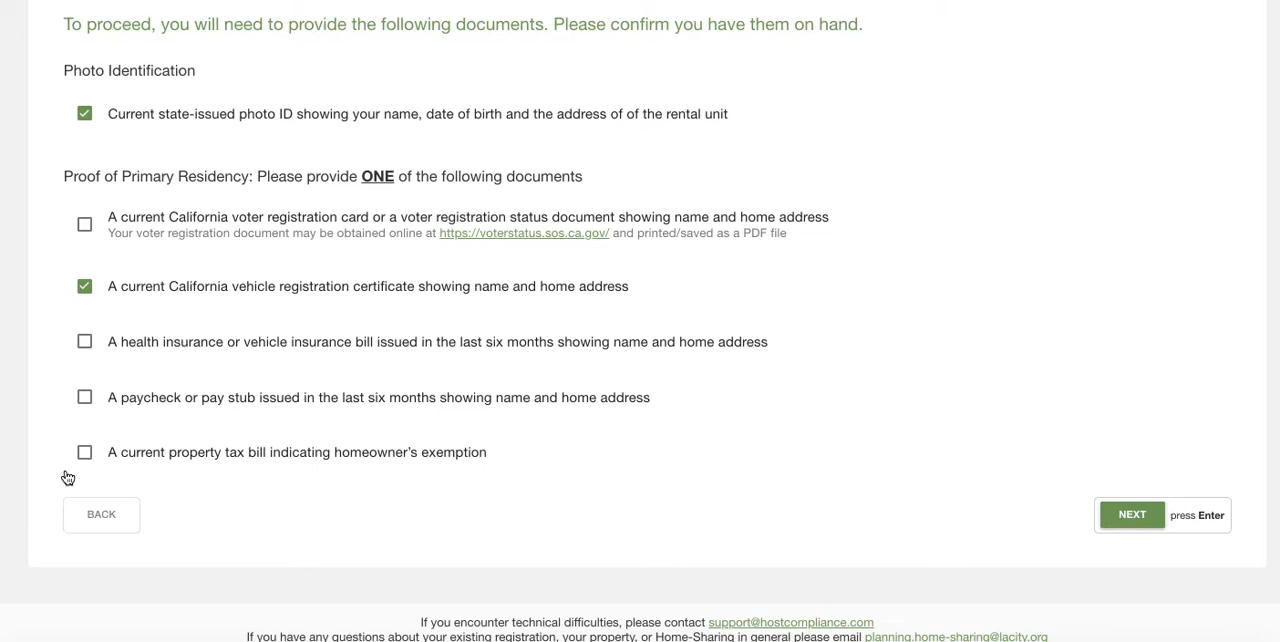 To proceed, you will need to provide the following documents. Please confirm you have them on hand.
Photo Identification
Current state-issued photo ID showing your name, date of birth and the address of of the rental unit
Proof of Primary Residency: Please provide ONE of the following documents
A current California voter registration card or a voter registration status document showing name and home address
Your voter registration document may be obtained online at https://voterstatus.sos.ca.gov/ and printed/saved as a PDF file
A current California vehicle registration certificate showing name and home address
A health insurance or vehicle insurance bill issued in the last six months showing name and home address
A paycheck or pay stub issued in the last six months showing name and home address
A current property tax bill indicating homeowner's exemption
BACK
NEXT press Enter
If you encounter technical difficulties, please contact support@hostcompliance.com
If you have any questions about your existing registration, your property, or Home-Sharing in general please email planning.home-sharing@lacity.org